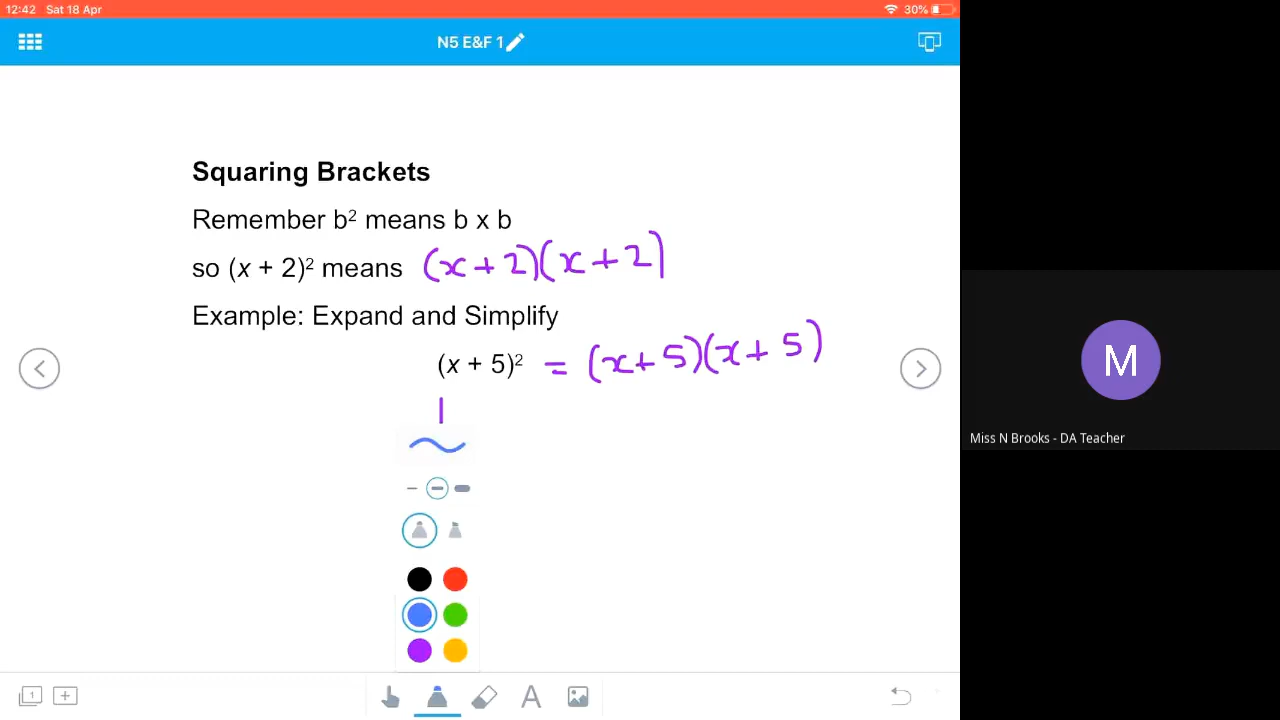 12:42 Sat 18 Apr 30%
N5 E&F 1
Squaring Brackets
Remember b² means b x b
so (x + 2)² means (x+2)(x+2)
Example: Expand and Simplify
(x + 5)² = (x+5)(x+5)
M
Miss N Brooks - DA Teacher
1
A